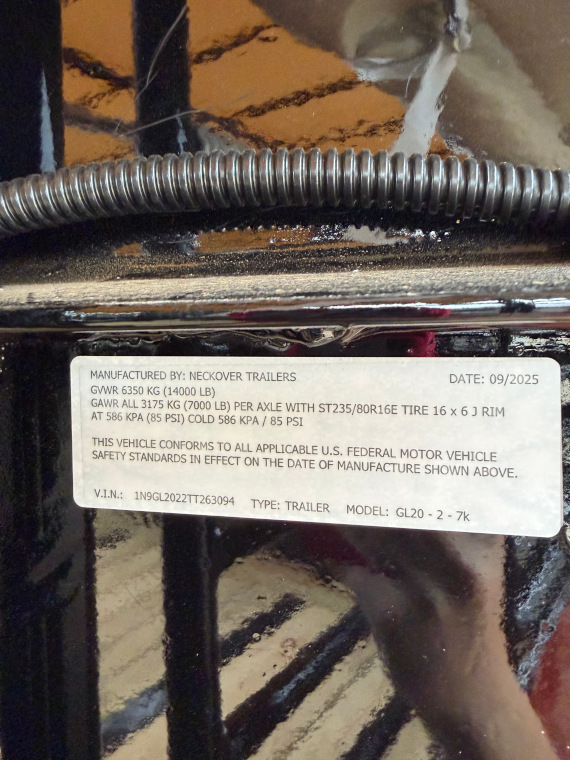 MANUFACTURED BY: NECKOVER TRAILERS DATE: 09/2025
GVWR 6350 KG (14000 LB)
GAWR ALL 3175 KG (7000 LB) PER AXLE WITH ST235/80R16E TIRE 16 x 6 J RIM
AT 586 KPA (85 PSI) COLD 586 KPA / 85 PSI
THIS VEHICLE CONFORMS TO ALL APPLICABLE U.S. FEDERAL MOTOR VEHICLE
SAFETY STANDARDS IN EFFECT ON THE DATE OF MANUFACTURE SHOWN ABOVE.
V.I.N.: 1N9GL2022TT263094 TYPE: TRAILER MODEL: GL20 - 2 - 7k